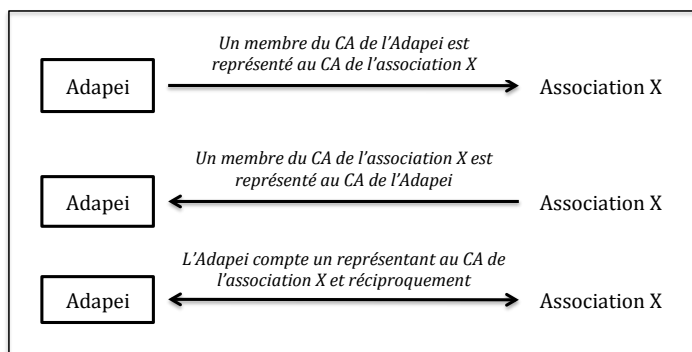 Un membre du CA de l'Adapei est
représenté au CA de l'association X
Adapei
Association X
Un membre du CA de l'association X est
représenté au CA de l'Adapei
Adapei
Association X
L'Adapei compte un représentant au CA de
l'association X et réciproquement
Adapei
Association X